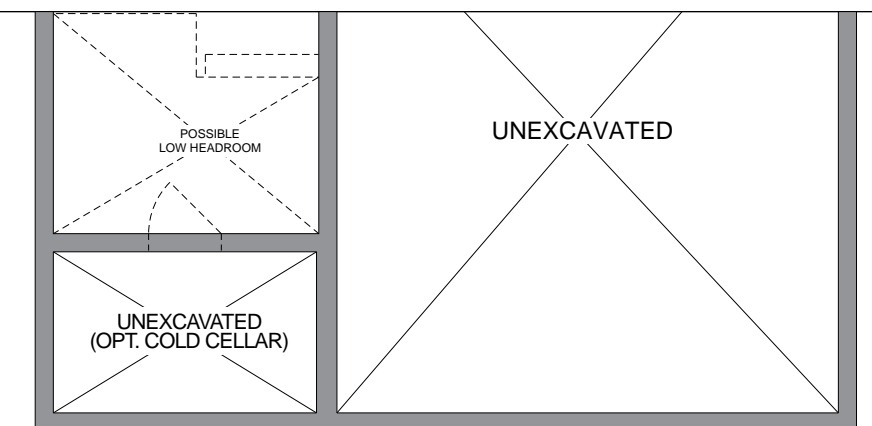 POSSIBLE
LOW HEADROOM
UNEXCAVATED
UNEXCAVATED
(OPT. COLD CELLAR)